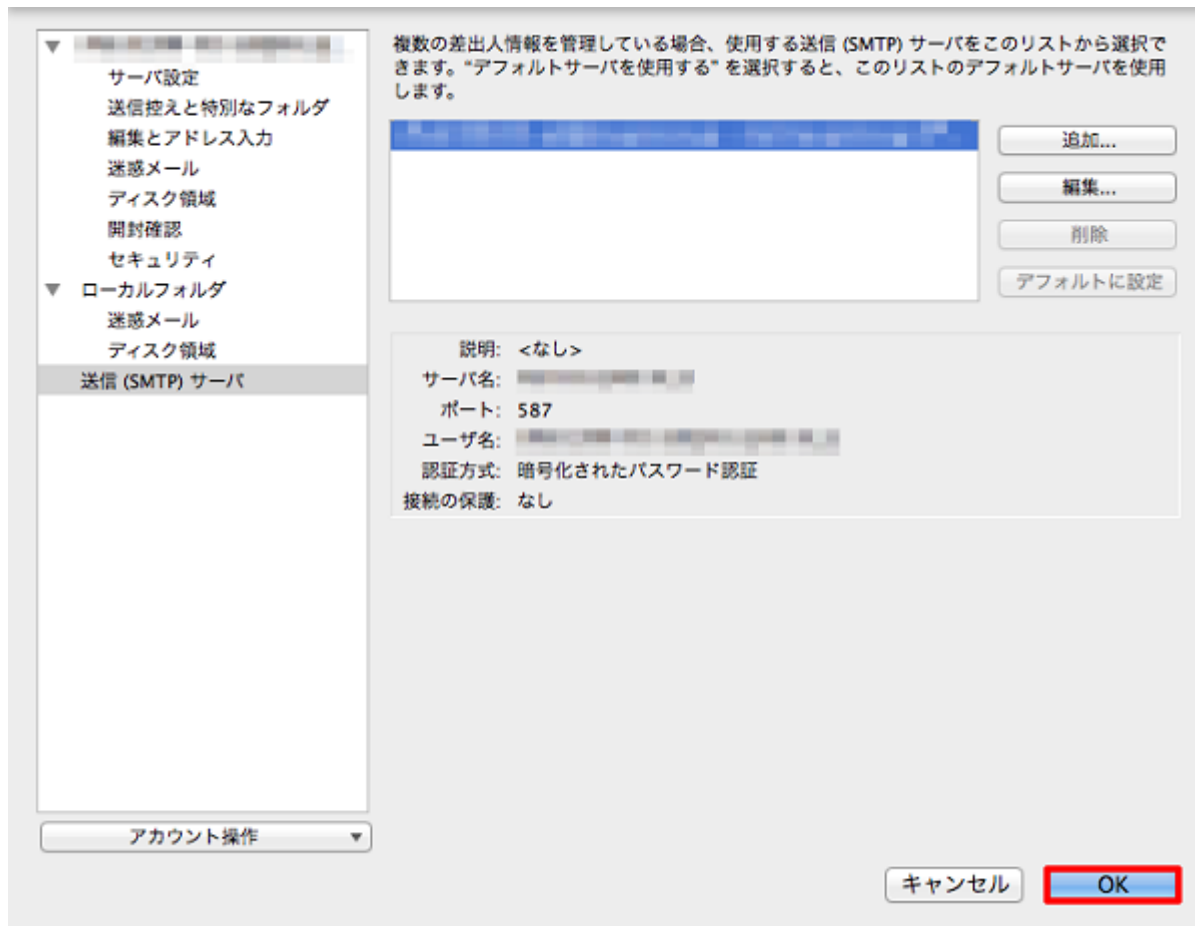 サーバ設定
送信控えと特別なフォルダ
編集とアドレス入力
迷惑メール
ディスク領域
開封確認
セキュリティ
ローカルフォルダ
迷惑メール
ディスク領域
送信 (SMTP) サーバ
アカウント操作
複数の差出人情報を管理している場合、使用する送信 (SMTP) サーバをこのリストから選択で
きます。“デフォルトサーバを使用する” を選択すると、このリストのデフォルトサーバを使用
します。
追加...
編集...
削除
デフォルトに設定
説明: <なし>
サーバ名:
ポート: 587
ユーザ名:
認証方式: 暗号化されたパスワード認証
接続の保護: なし
キャンセル
OK